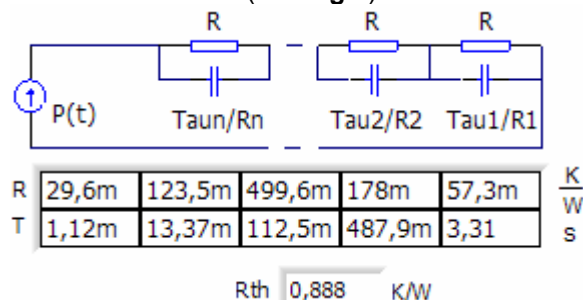 R R R
P(t) Taun/Rn Tau2/R2 Tau1/R1
R 29,6m 123,5m 499,6m 178m 57,3m K/W
T 1,12m 13,37m 112,5m 487,9m 3,31 s
Rth 0,888 K/W